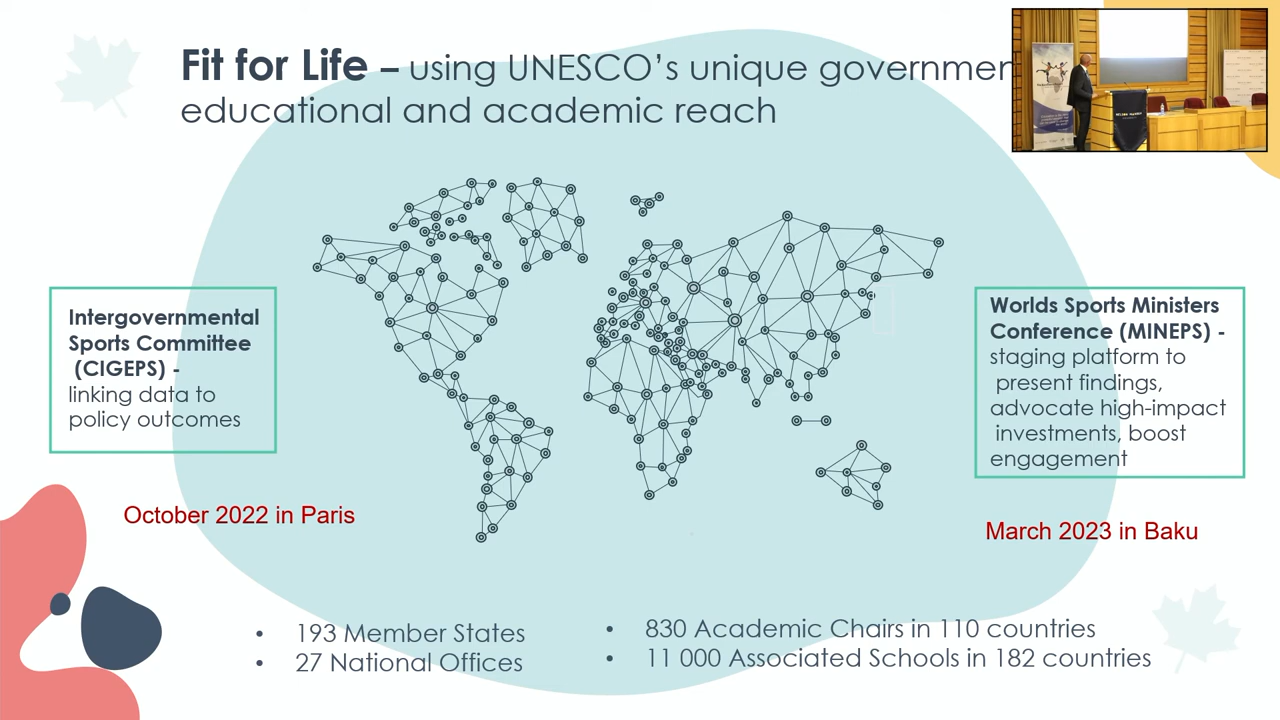 Fit for Life – using UNESCO's unique governmen
educational and academic reach
Intergovernmental
Sports Committee
(CIGEPS) -
linking data to
policy outcomes
October 2022 in Paris
Worlds Sports Ministers
Conference (MINEPS) -
staging platform to
present findings,
advocate high-impact
investments, boost
engagement
March 2023 in Baku
• 193 Member States
• 27 National Offices
• 830 Academic Chairs in 110 countries
• 11 000 Associated Schools in 182 countries